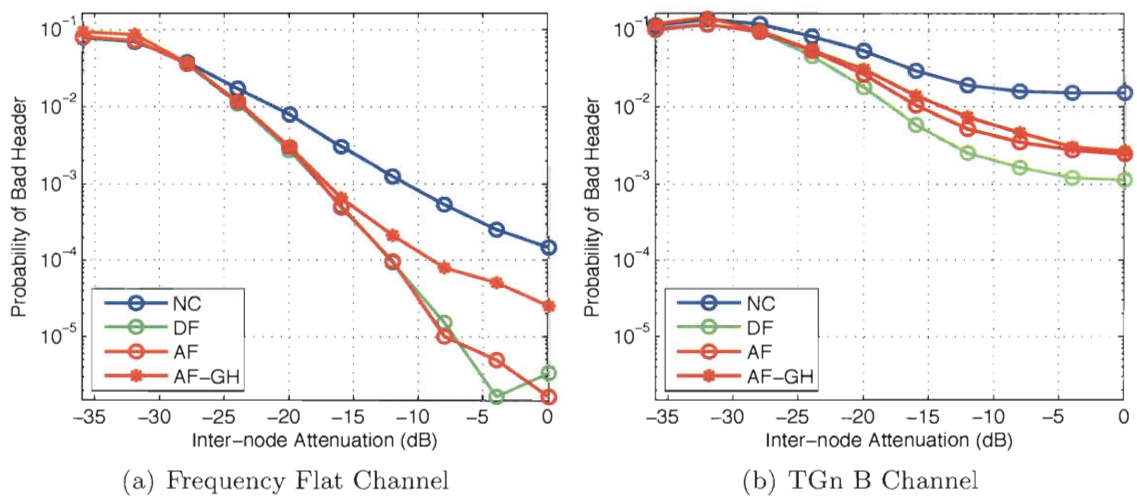 10⁻¹
10⁻²
10⁻³
10⁻⁴
10⁻⁵
Probability of Bad Header
NC
DF
AF
AF−GH
−35 −30 −25 −20 −15 −10 −5 0
Inter−node Attenuation (dB)
(a) Frequency Flat Channel
10⁻¹
10⁻²
10⁻³
10⁻⁴
10⁻⁵
Probability of Bad Header
NC
DF
AF
AF−GH
−35 −30 −25 −20 −15 −10 −5 0
Inter−node Attenuation (dB)
(b) TGn B Channel